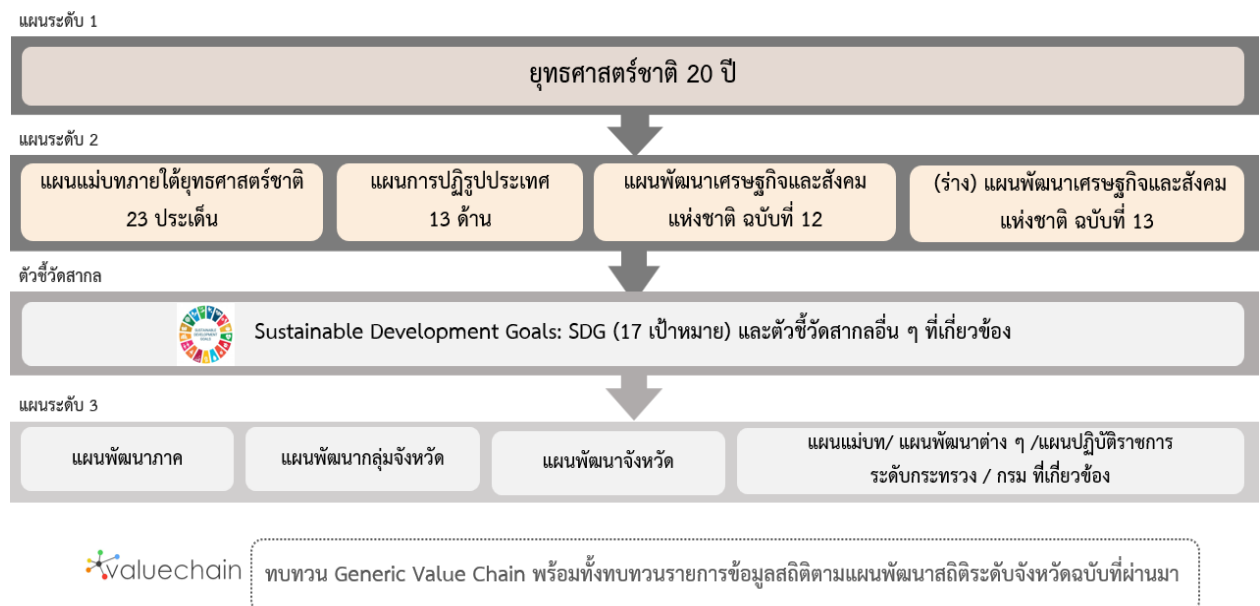 แผนระดับ 1
ยุทธศาสตร์ชาติ 20 ปี
แผนระดับ 2
แผนแม่บทภายใต้ยุทธศาสตร์ชาติ
23 ประเด็น
แผนการปฏิรูปประเทศ
13 ด้าน
แผนพัฒนาเศรษฐกิจและสังคม
แห่งชาติ ฉบับที่ 12
(ร่าง) แผนพัฒนาเศรษฐกิจและสังคม
แห่งชาติ ฉบับที่ 13
ตัวชี้วัดสากล
SUSTAINABLE
DEVELOPMENT
GOALS
Sustainable Development Goals: SDG (17 เป้าหมาย) และตัวชี้วัดสากลอื่น ๆ ที่เกี่ยวข้อง
แผนระดับ 3
แผนพัฒนาภาค
แผนพัฒนากลุ่มจังหวัด
แผนพัฒนาจังหวัด
แผนแม่บท/ แผนพัฒนาต่าง ๆ /แผนปฏิบัติราชการ
ระดับกระทรวง / กรม ที่เกี่ยวข้อง
valuechain
ทบทวน Generic Value Chain พร้อมทั้งทบทวนรายการข้อมูลสถิติตามแผนพัฒนาสถิติระดับจังหวัดฉบับที่ผ่านมา